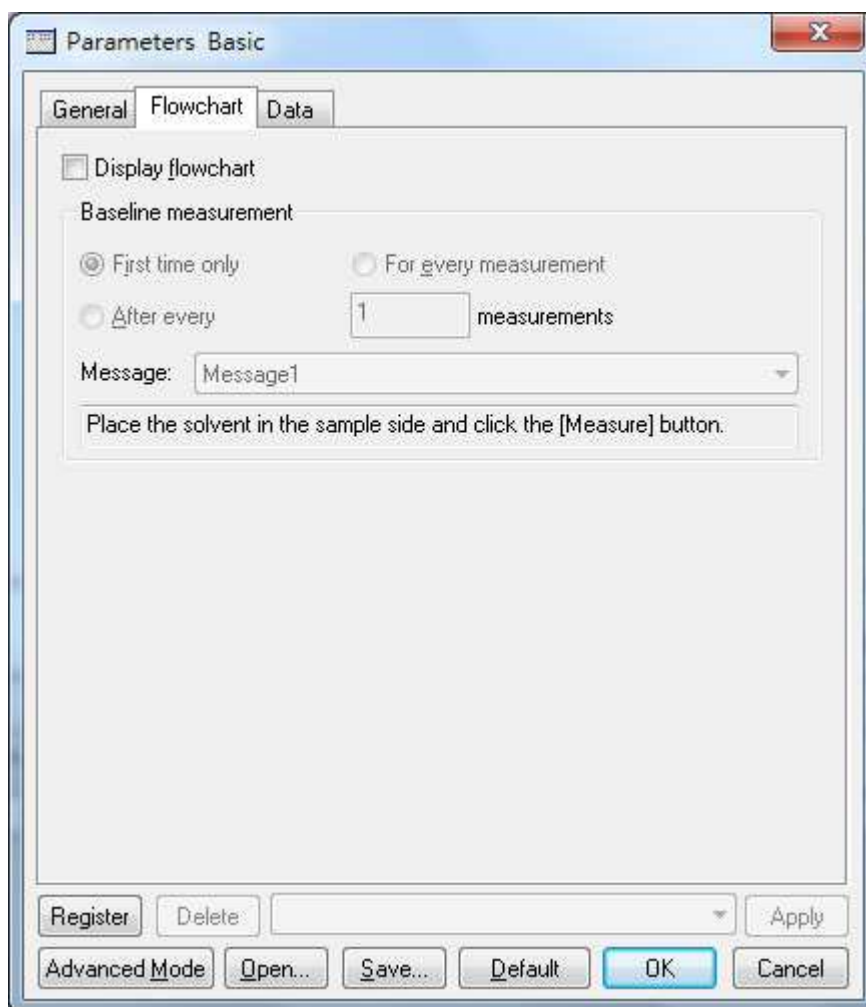 Parameters Basic
General Flowchart Data
Display flowchart
Baseline measurement
First time only For every measurement
After every 1 measurements
Message: Message1
Place the solvent in the sample side and click the [Measure] button.
Register Delete Apply
Advanced Mode Open... Save... Default OK Cancel